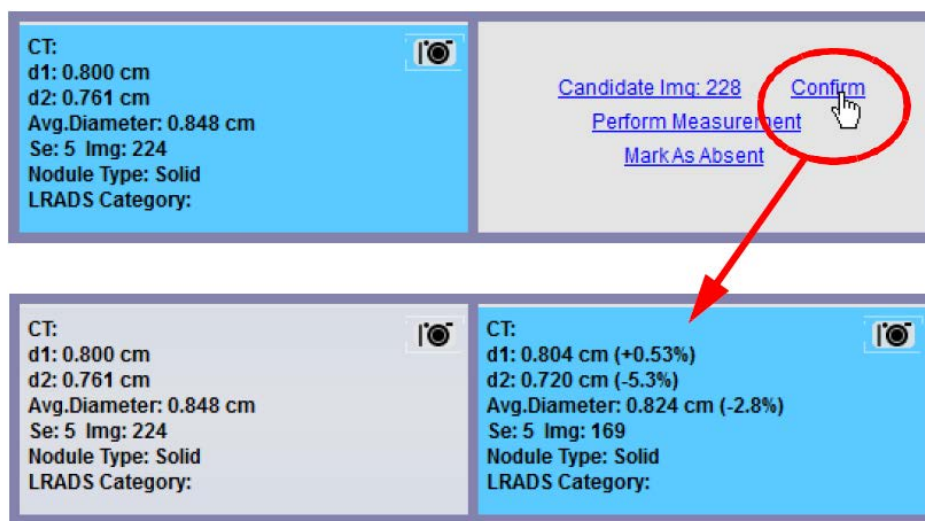 CT:
d1: 0.800 cm
d2: 0.761 cm
Avg.Diameter: 0.848 cm
Se: 5 Img: 224
Nodule Type: Solid
LRADS Category:
Candidate Img: 228 Confirm
Perform Measurement
Mark As Absent
CT:
d1: 0.800 cm
d2: 0.761 cm
Avg.Diameter: 0.848 cm
Se: 5 Img: 224
Nodule Type: Solid
LRADS Category:
CT:
d1: 0.804 cm (+0.53%)
d2: 0.720 cm (-5.3%)
Avg.Diameter: 0.824 cm (-2.8%)
Se: 5 Img: 169
Nodule Type: Solid
LRADS Category: